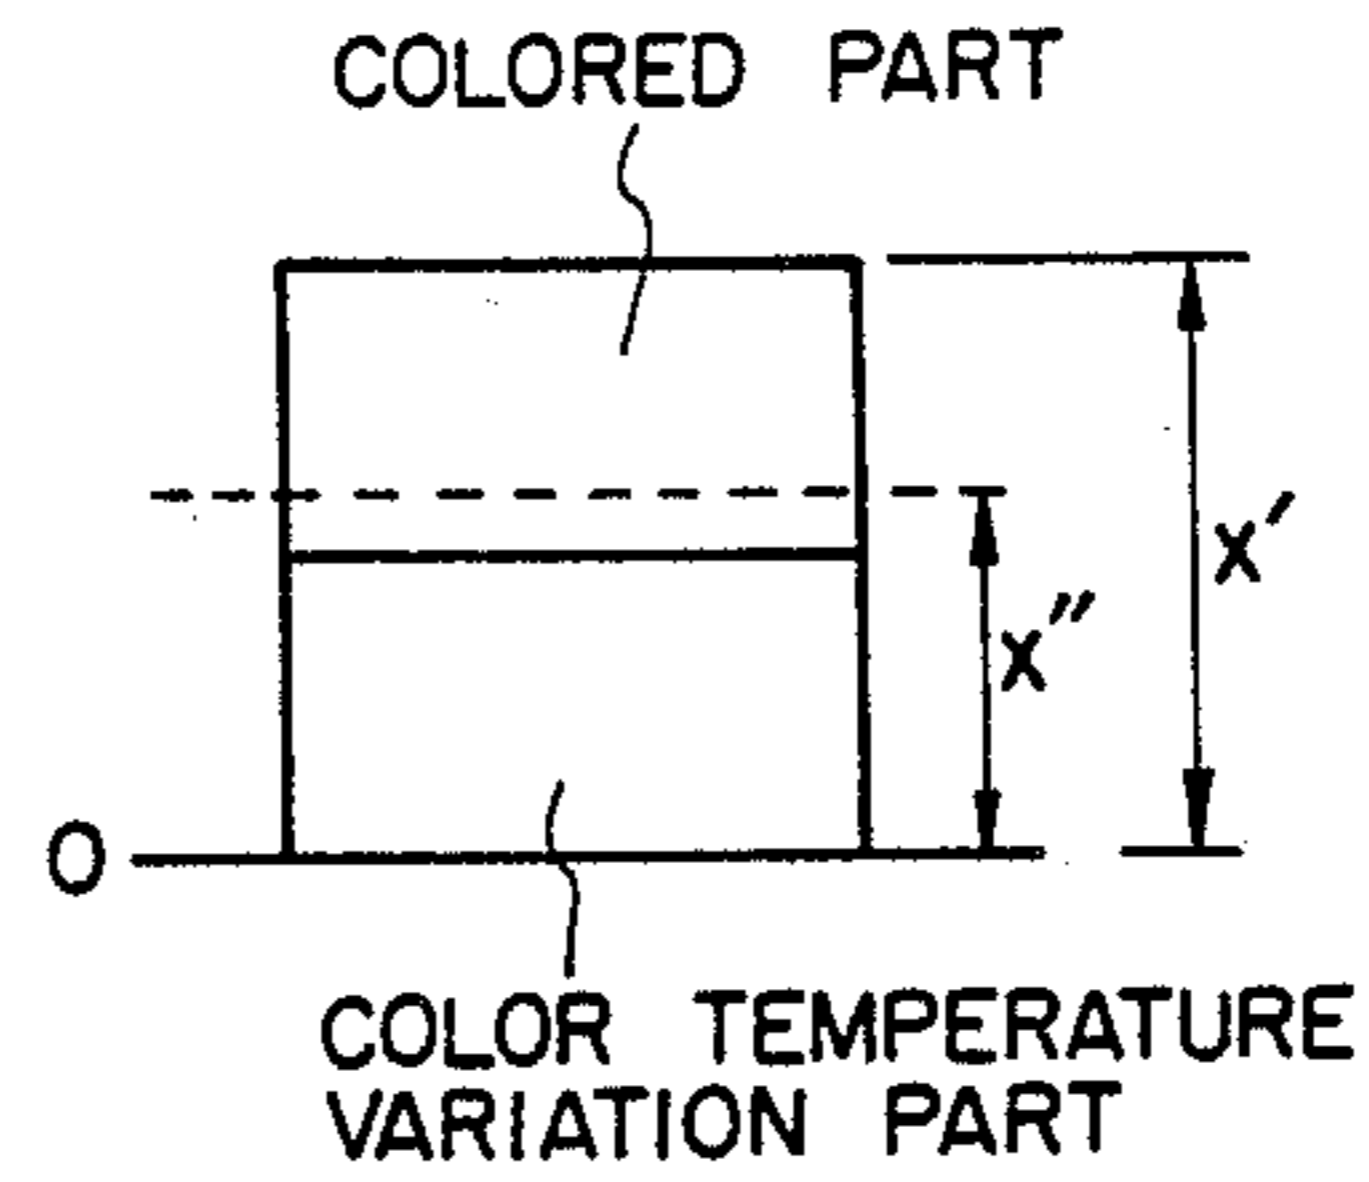 COLORED PART
x'
x"
O
COLOR TEMPERATURE
VARIATION PART